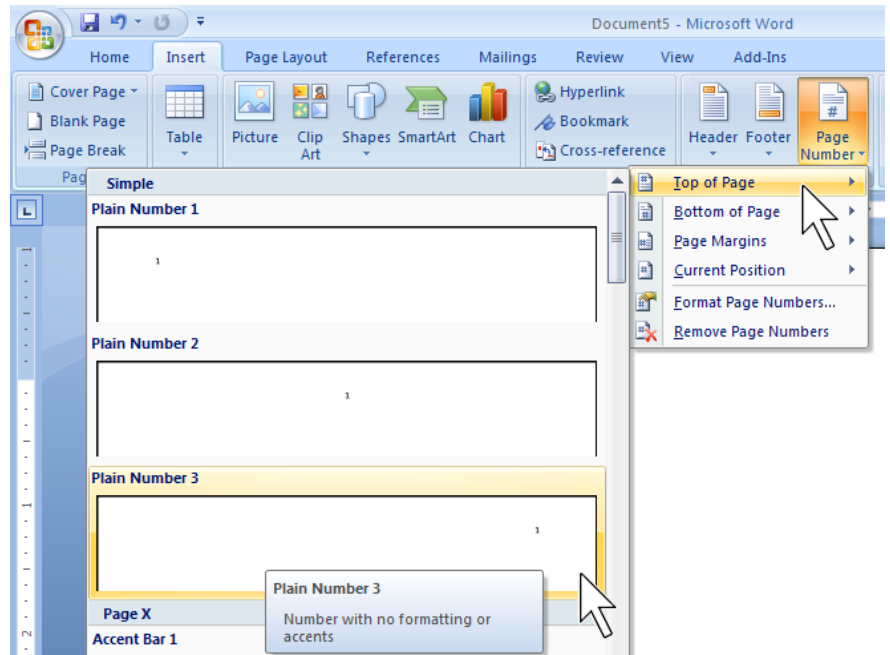 Document5 - Microsoft Word
Home Insert Page Layout References Mailings Review View Add-Ins
Cover Page
Blank Page
Page Break
Table
Picture
Clip Art
Shapes
SmartArt
Chart
Hyperlink
Bookmark
Cross-reference
Header
Footer
Page Number
#
Pag
L
Simple
Plain Number 1
1
Plain Number 2
1
Plain Number 3
1
Plain Number 3
Number with no formatting or
accents
Page X
Accent Bar 1
Top of Page
Bottom of Page
Page Margins
Current Position
Format Page Numbers...
Remove Page Numbers
1
1
2